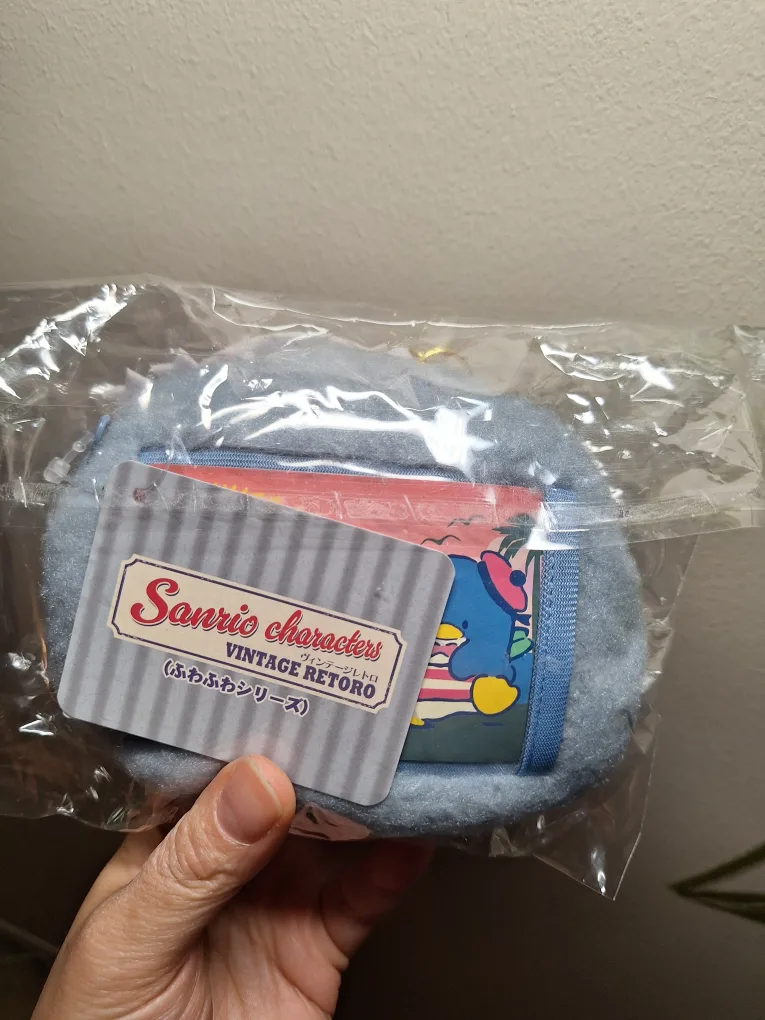 Sanrio characters
ヴィンテージレトロ
VINTAGE RETORO
(ふわふわシリーズ)